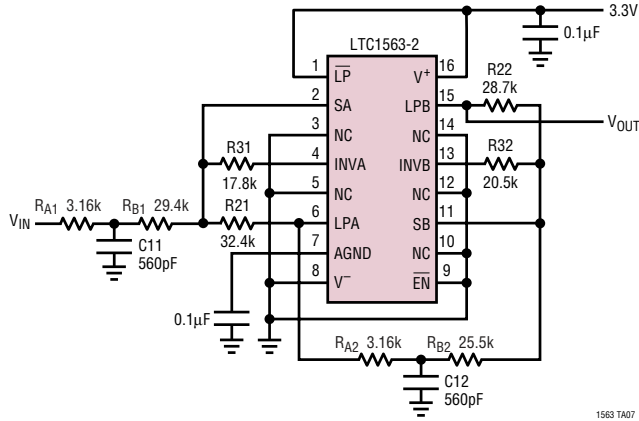 3.3V
0.1µF
LTC1563-2
1 L̅P̅ V⁺ 16
2 SA LPB 15
3 NC NC 14
4 INVA INVB 13
5 NC NC 12
6 LPA SB 11
7 AGND NC 10
8 V⁻ E̅N̅ 9
R22
28.7k
VOUT
R32
20.5k
R31
17.8k
VIN
RA1 3.16k
RB1 29.4k
R21
32.4k
C11
560pF
0.1µF
RA2 3.16k
RB2 25.5k
C12
560pF
1563 TA07